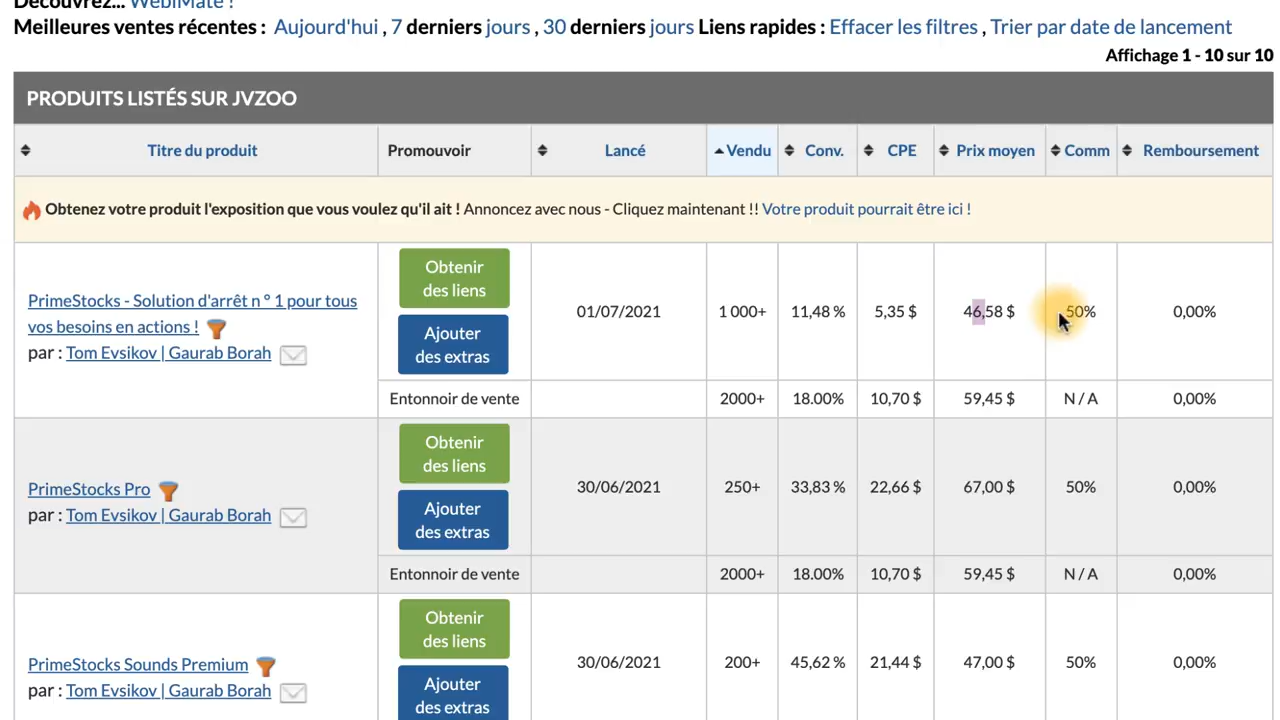 Découvrez... WebiMate !
Meilleures ventes récentes : Aujourd'hui , 7 derniers jours , 30 derniers jours Liens rapides : Effacer les filtres , Trier par date de lancement
Affichage 1 - 10 sur 10
PRODUITS LISTÉS SUR JVZOO
Titre du produit Promouvoir Lancé Vendu Conv. CPE Prix moyen Comm Remboursement
Obtenez votre produit l'exposition que vous voulez qu'il ait ! Annoncez avec nous - Cliquez maintenant !! Votre produit pourrait être ici !
PrimeStocks - Solution d'arrêt n ° 1 pour tous
vos besoins en actions !
par : Tom Evsikov | Gaurab Borah
Obtenir
des liens
Ajouter
des extras
01/07/2021 1 000+ 11,48 % 5,35 $ 46,58 $ 50% 0,00%
Entonnoir de vente 2000+ 18.00% 10,70 $ 59,45 $ N / A 0,00%
PrimeStocks Pro
par : Tom Evsikov | Gaurab Borah
Obtenir
des liens
Ajouter
des extras
30/06/2021 250+ 33,83 % 22,66 $ 67,00 $ 50% 0,00%
Entonnoir de vente 2000+ 18.00% 10,70 $ 59,45 $ N / A 0,00%
PrimeStocks Sounds Premium
par : Tom Evsikov | Gaurab Borah
Obtenir
des liens
Ajouter
des extras
30/06/2021 200+ 45,62 % 21,44 $ 47,00 $ 50% 0,00%